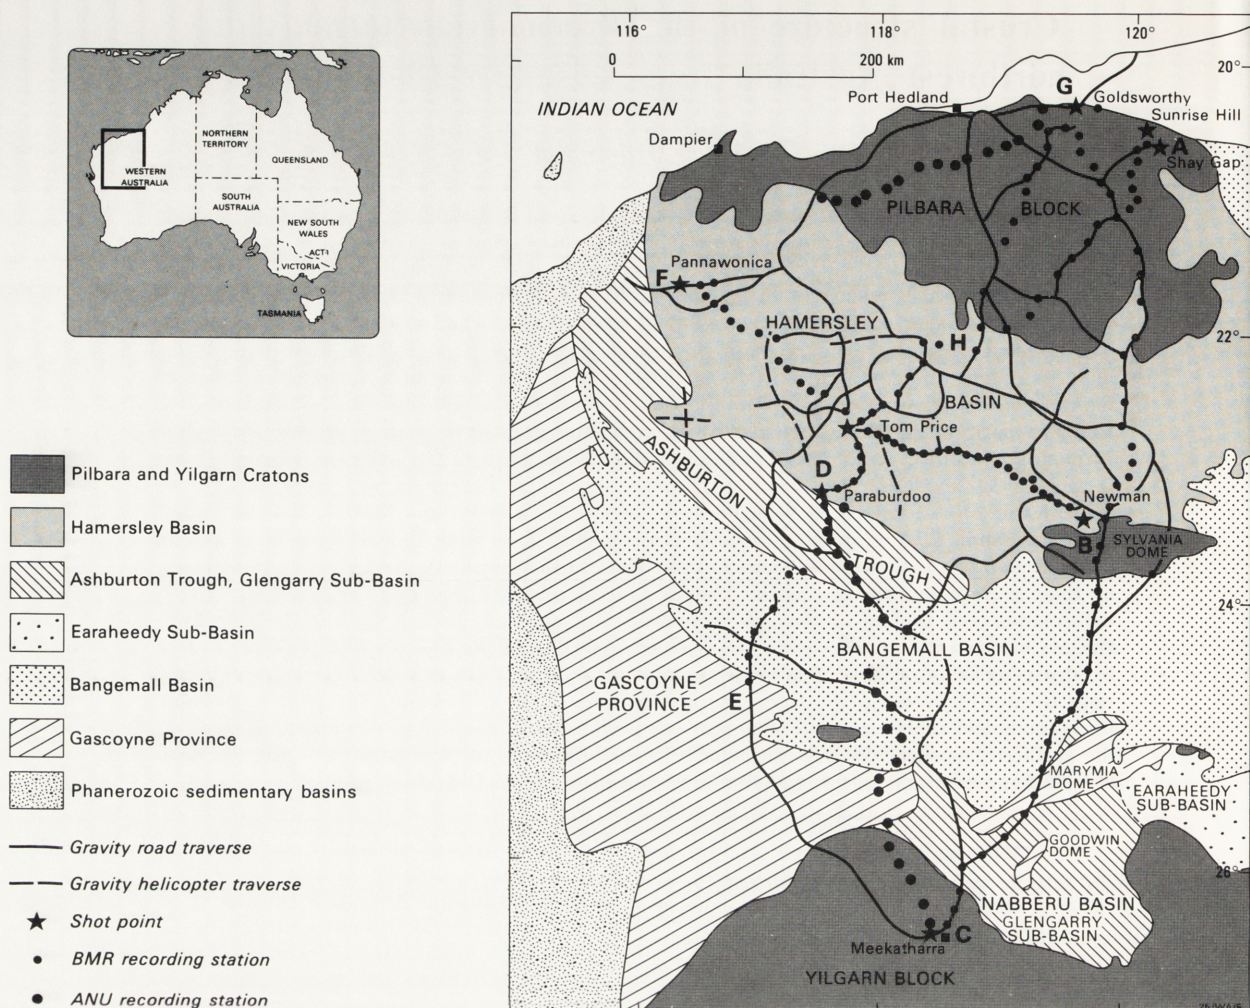 116°
118°
120°
0
200 km
20°
22°
24°
26°
INDIAN OCEAN
Port Hedland
G
Goldsworthy
Sunrise Hill
A
Shay Gap
Dampier
PILBARA
BLOCK
Pannawonica
F
HAMERSLEY
H
BASIN
Tom Price
ASHBURTON
D
Paraburdoo
Newman
B
SYLVANIA
DOME
TROUGH
BANGEMALL BASIN
GASCOYNE
PROVINCE
E
MARYMIA
DOME
EARAHEEDY
SUB-BASIN
GOODWIN
DOME
NABBERU BASIN
GLENGARRY
SUB-BASIN
C
Meekatharra
YILGARN BLOCK
NORTHERN
TERRITORY
QUEENSLAND
WESTERN
AUSTRALIA
SOUTH
AUSTRALIA
NEW SOUTH
WALES
ACT
VICTORIA
TASMANIA
Pilbara and Yilgarn Cratons
Hamersley Basin
Ashburton Trough, Glengarry Sub-Basin
Earaheedy Sub-Basin
Bangemall Basin
Gascoyne Province
Phanerozoic sedimentary basins
Gravity road traverse
Gravity helicopter traverse
Shot point
BMR recording station
ANU recording station